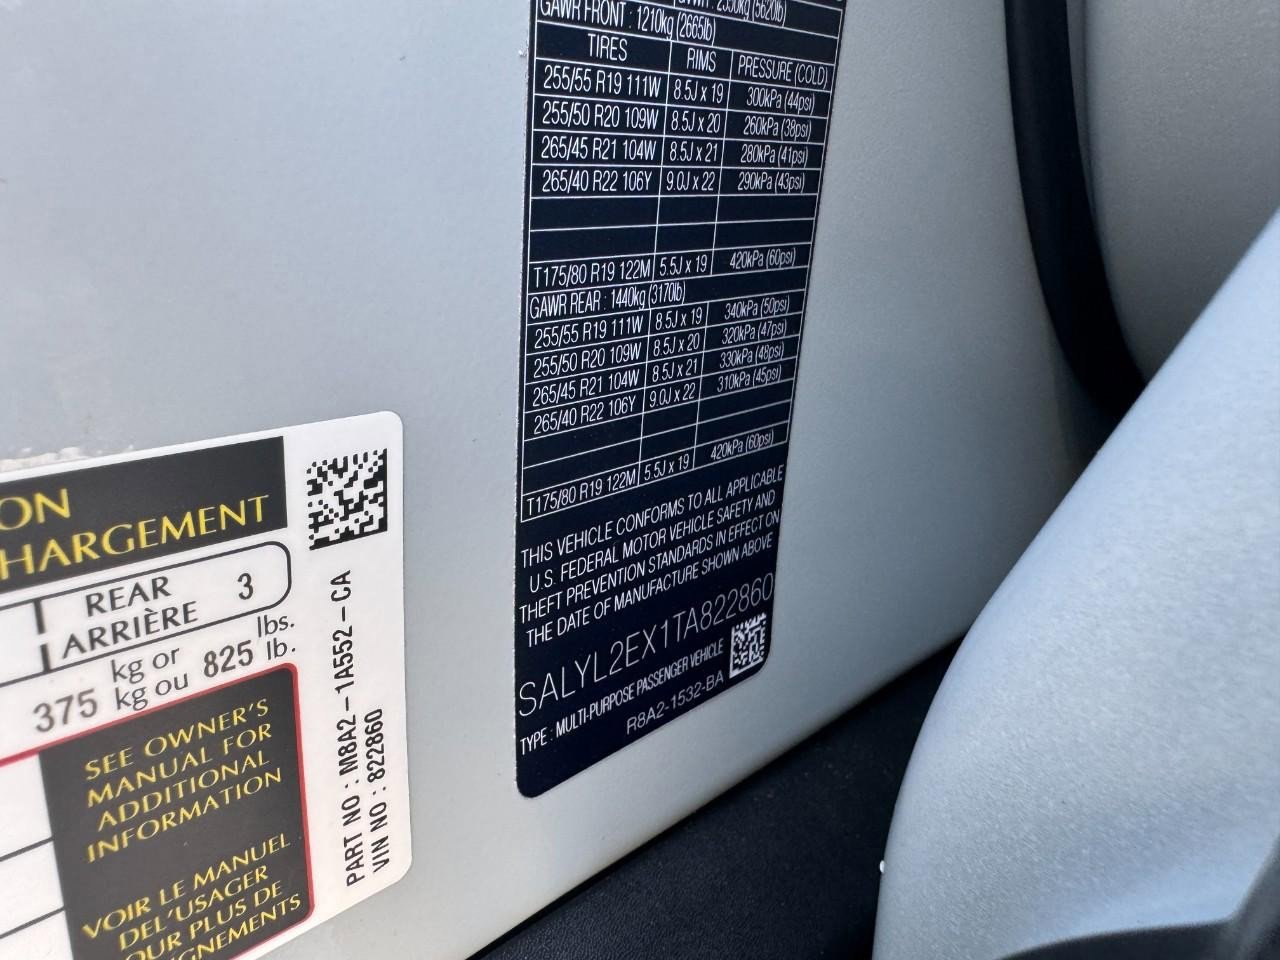 GVWR : 2550kg (5620lb)
GAWR FRONT : 1210kg (2665lb)
TIRES RIMS PRESSURE (COLD)
255/55 R19 111W 8.5J x 19 300kPa (44psi)
255/50 R20 109W 8.5J x 20 260kPa (38psi)
265/45 R21 104W 8.5J x 21 280kPa (41psi)
265/40 R22 106Y 9.0J x 22 290kPa (43psi)
T175/80 R19 122M 5.5J x 19 420kPa (60psi)
GAWR REAR : 1440kg (3170lb)
255/55 R19 111W 8.5J x 19 340kPa (50psi)
255/50 R20 109W 8.5J x 20 320kPa (47psi)
265/45 R21 104W 8.5J x 21 330kPa (48psi)
265/40 R22 106Y 9.0J x 22 310kPa (45psi)
T175/80 R19 122M 5.5J x 19 420kPa (60psi)
THIS VEHICLE CONFORMS TO ALL APPLICABLE
U.S. FEDERAL MOTOR VEHICLE SAFETY AND
THEFT PREVENTION STANDARDS IN EFFECT ON
THE DATE OF MANUFACTURE SHOWN ABOVE
SALYL2EX1TA822860
TYPE : MULTI-PURPOSE PASSENGER VEHICLE
R8A2-1532-BA
ON
HARGEMENT
REAR
ARRIÈRE 3
375 kg or
kg ou 825 lbs.
lb.
SEE OWNER'S
MANUAL FOR
ADDITIONAL
INFORMATION
VOIR LE MANUEL
DEL'USAGER
OUR PLUS DE
GNEMENTS
PART NO : M8A2-1A552-CA
VIN NO : 822860